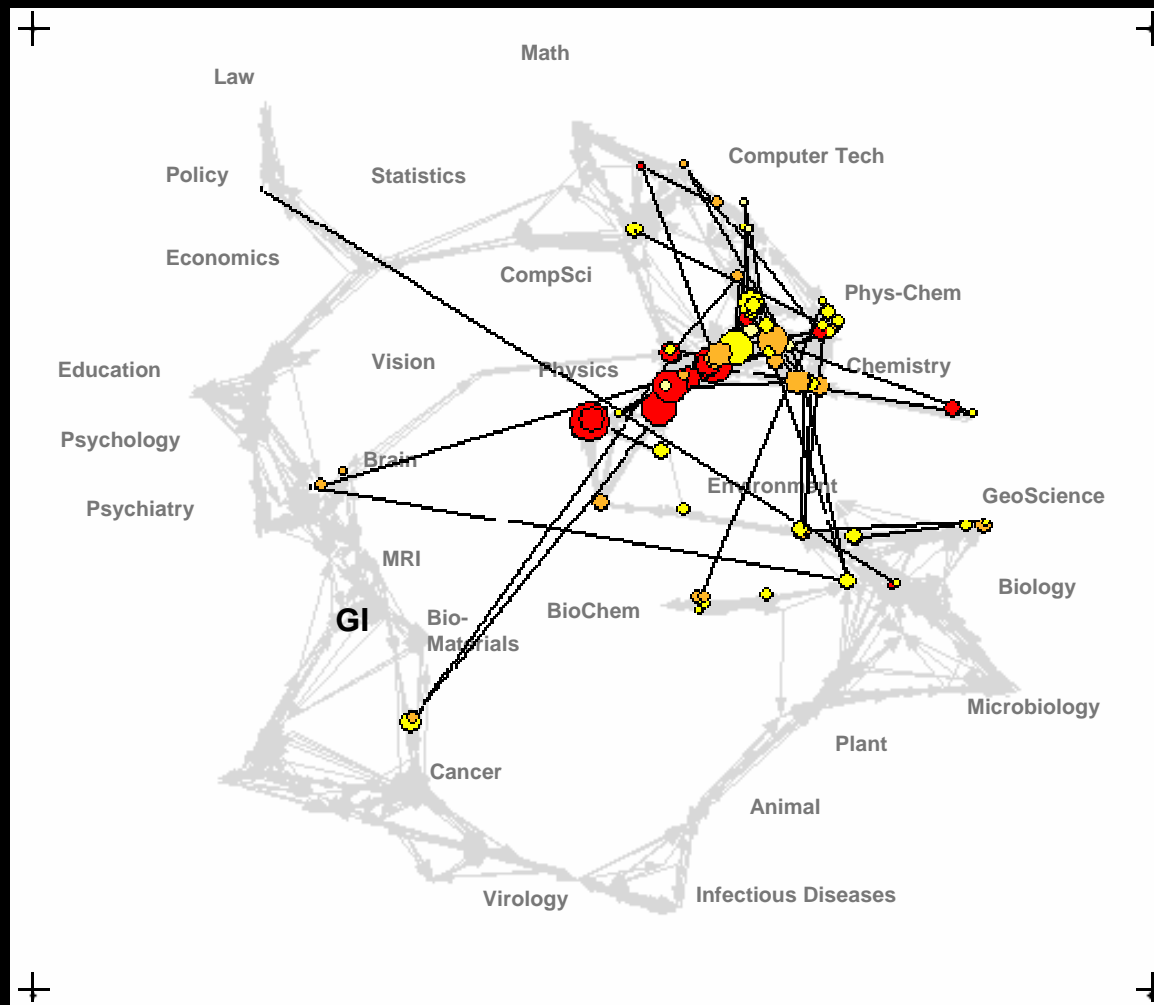 Math
Law
Computer Tech
Policy
Statistics
Economics
CompSci
Phys-Chem
Vision
Physics
Chemistry
Education
Psychology
Brain
Environment
GeoScience
Psychiatry
MRI
Biology
GI
Bio-
Materials
BioChem
Microbiology
Plant
Cancer
Animal
Virology
Infectious Diseases